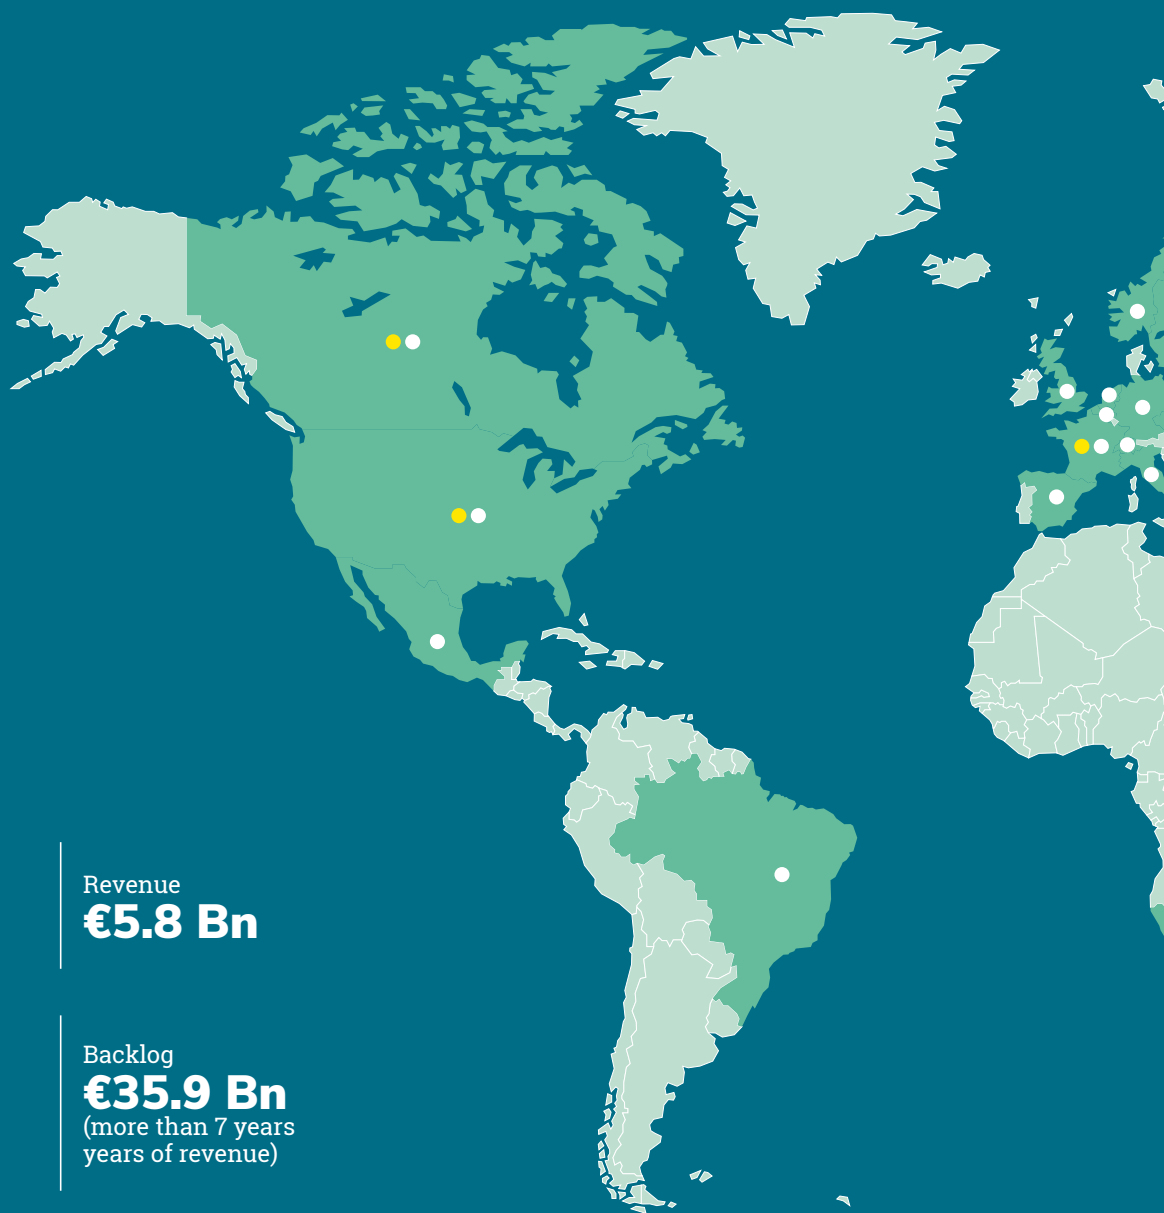 Revenue
€5.8 Bn
Backlog
€35.9 Bn
(more than 7 years
years of revenue)